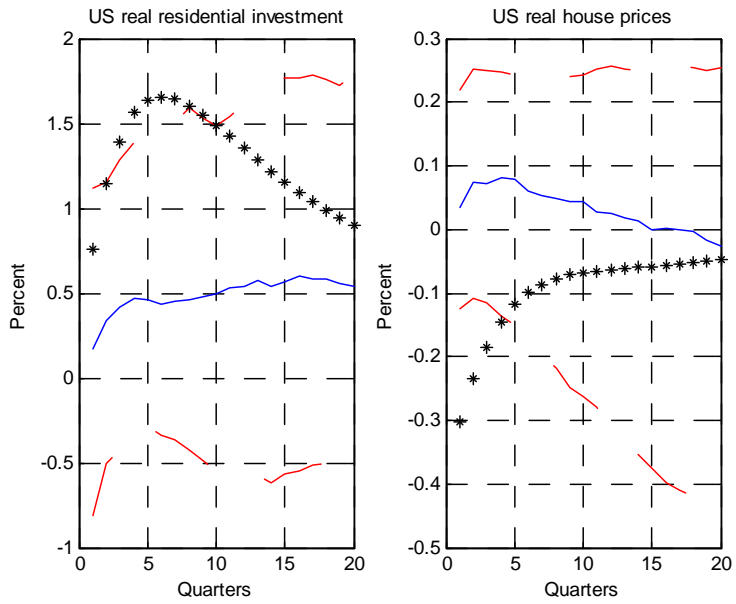 US real residential investment
2
1.5
1
0.5
0
-0.5
-1
0 5 10 15 20
Percent
Quarters
US real house prices
0.3
0.2
0.1
0
-0.1
-0.2
-0.3
-0.4
-0.5
0 5 10 15 20
Percent
Quarters